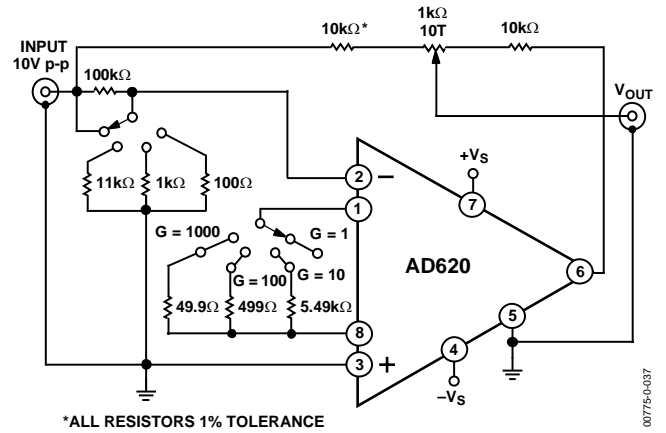 INPUT
10V p-p
100kΩ
10kΩ*
1kΩ
10T
10kΩ
VOUT
11kΩ
1kΩ
100Ω
+VS
2
−
1
7
G = 1000
G = 1
G = 100
G = 10
AD620
6
49.9Ω
499Ω
5.49kΩ
8
5
3
+
4
−VS
*ALL RESISTORS 1% TOLERANCE
00775-0-037